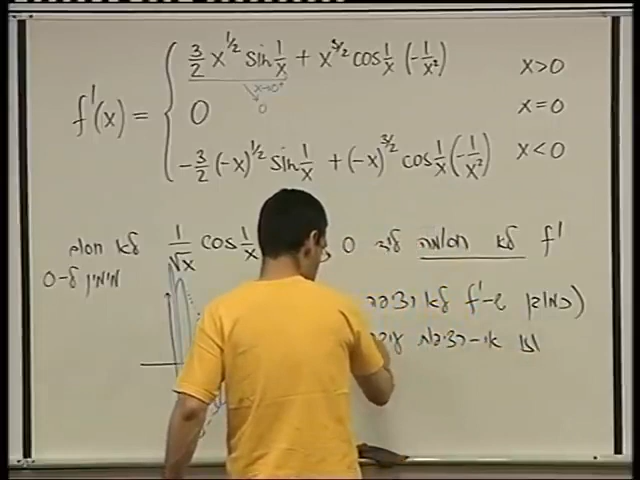 f'(x) = { 3/2 x^{1/2} sin 1/x + x^{3/2} cos 1/x (-1/x²)    x>0
x→0⁺
0
0    x=0
-3/2 (-x)^{1/2} sin 1/x + (-x)^{3/2} cos 1/x (-1/x²)    x<0
f' לא חסומה ליד 0 1/√x cos 1/x לא חסום
מימין ל-0
(כמובן ש-f' לא רציפה
אי-רציפות